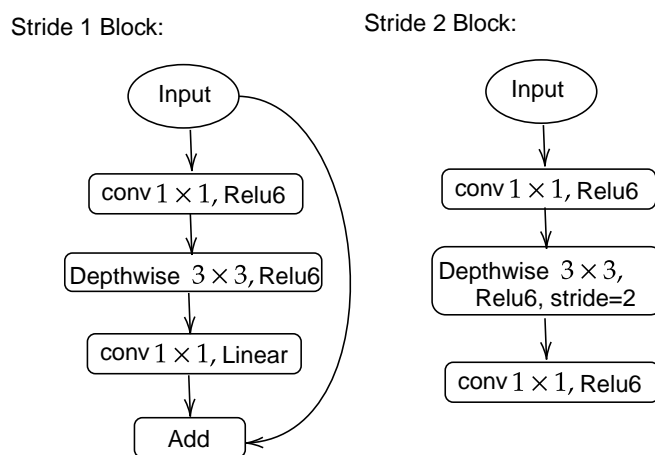 Stride 1 Block:
Input
conv 1 × 1, Relu6
Depthwise 3 × 3, Relu6
conv 1 × 1, Linear
Add
Stride 2 Block:
Input
conv 1 × 1, Relu6
Depthwise 3 × 3,
Relu6, stride=2
conv 1 × 1, Relu6